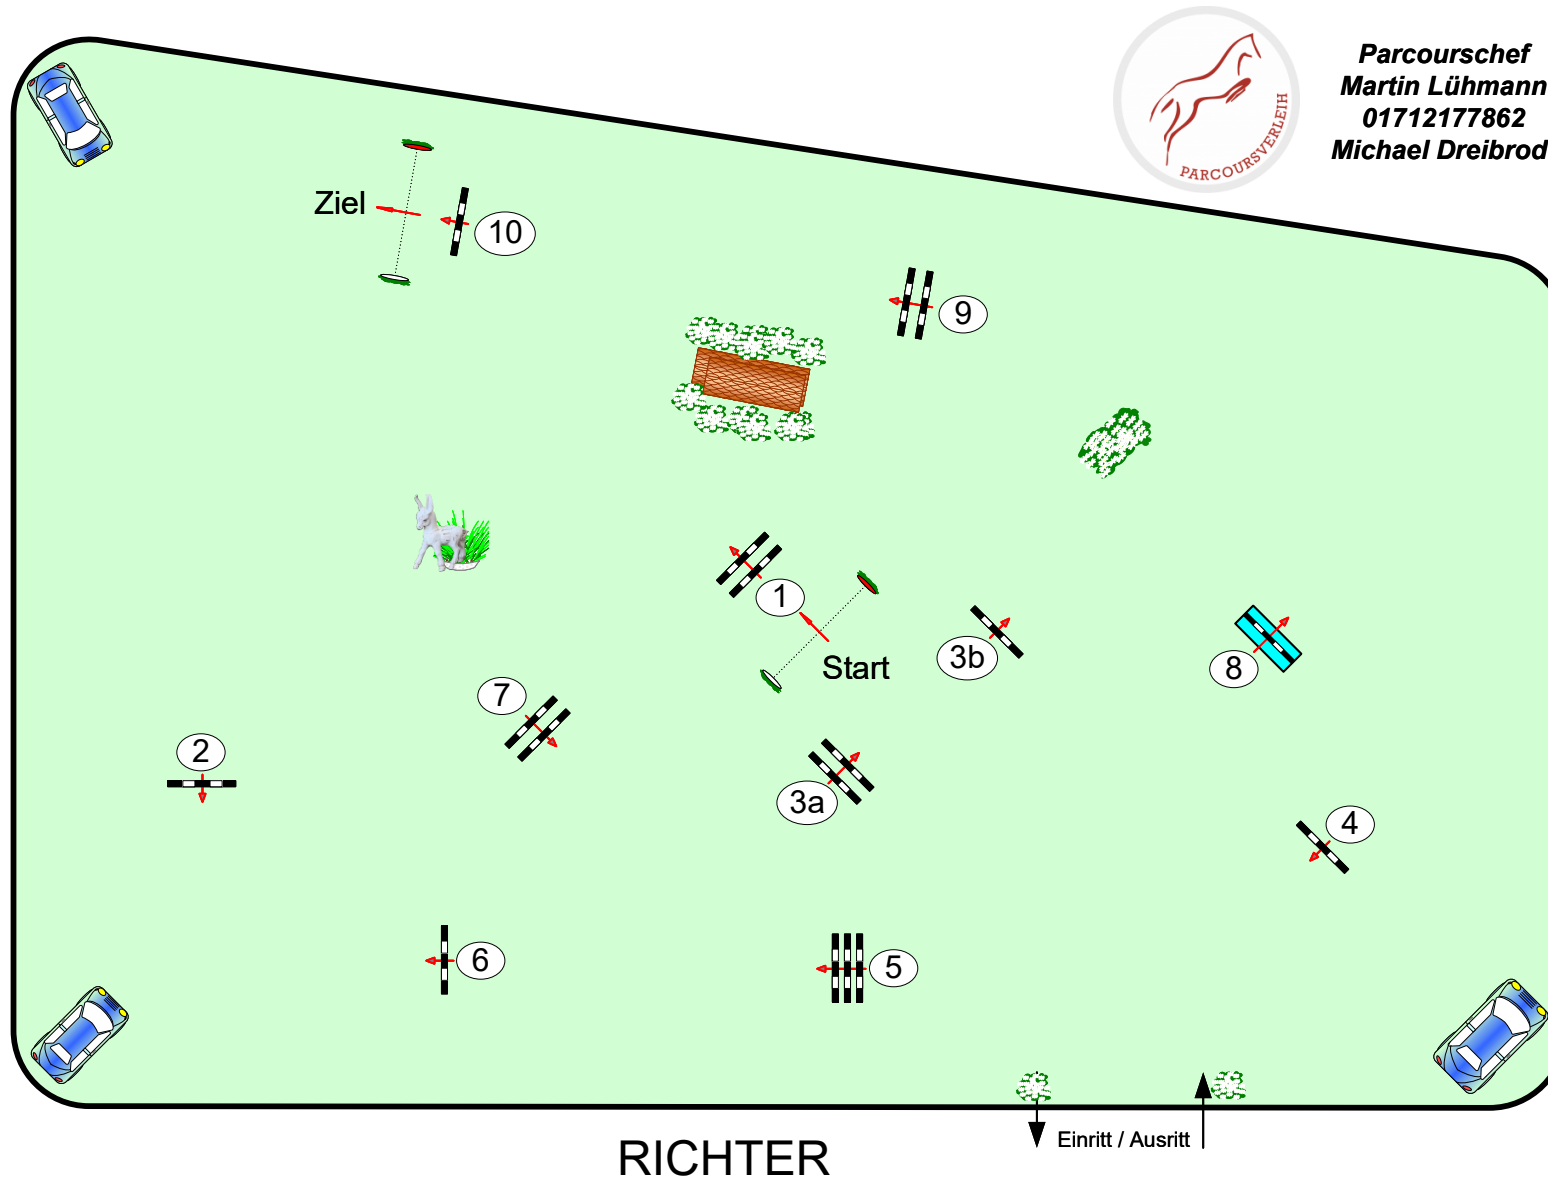 Parcourschef
Martin Lühmann
01712177862
Michael Dreibrod
PARCOURSVERLEIH
Ziel
10
9
1
Start
3b
8
7
2
3a
4
6
5
Einritt / Ausritt
RICHTER